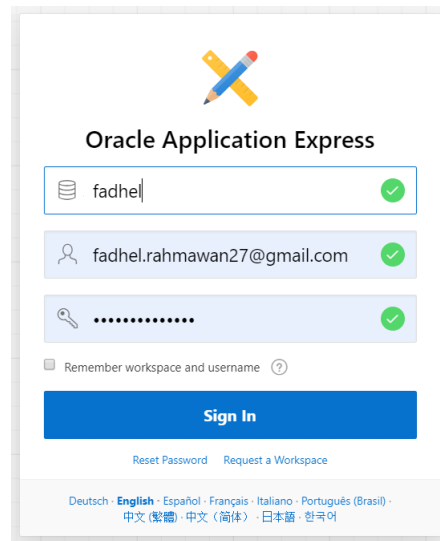 Oracle Application Express
fadhel
fadhel.rahmawan27@gmail.com
••••••••••••••
Remember workspace and username ?
Sign In
Reset Password Request a Workspace
Deutsch · English · Español · Français · Italiano · Português (Brasil) ·
中文 (繁體) · 中文（简体） · 日本語 · 한국어